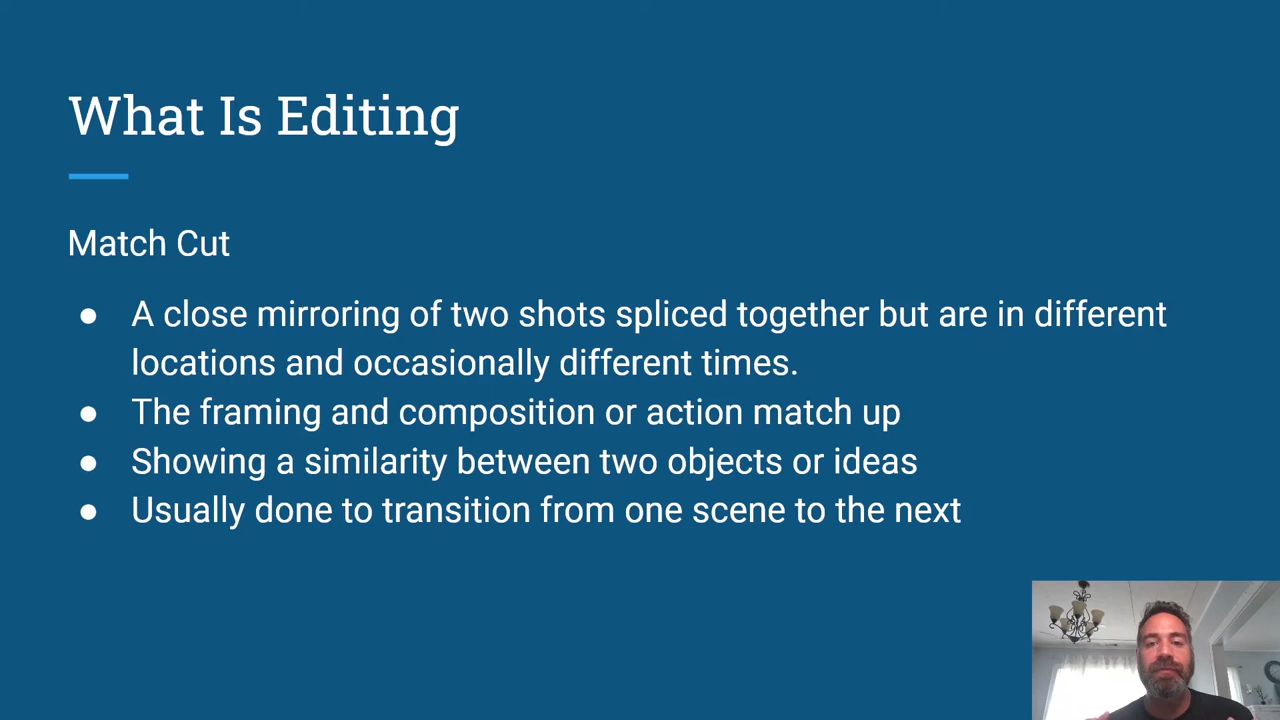 What Is Editing
Match Cut
● A close mirroring of two shots spliced together but are in different
locations and occasionally different times.
● The framing and composition or action match up
● Showing a similarity between two objects or ideas
● Usually done to transition from one scene to the next